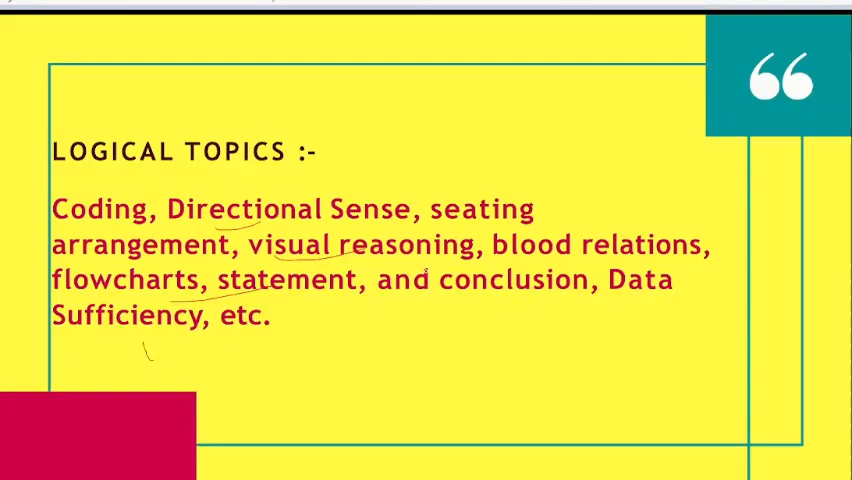 LOGICAL TOPICS :-
Coding, Directional Sense, seating
arrangement, visual reasoning, blood relations,
flowcharts, statement, and conclusion, Data
Sufficiency, etc.